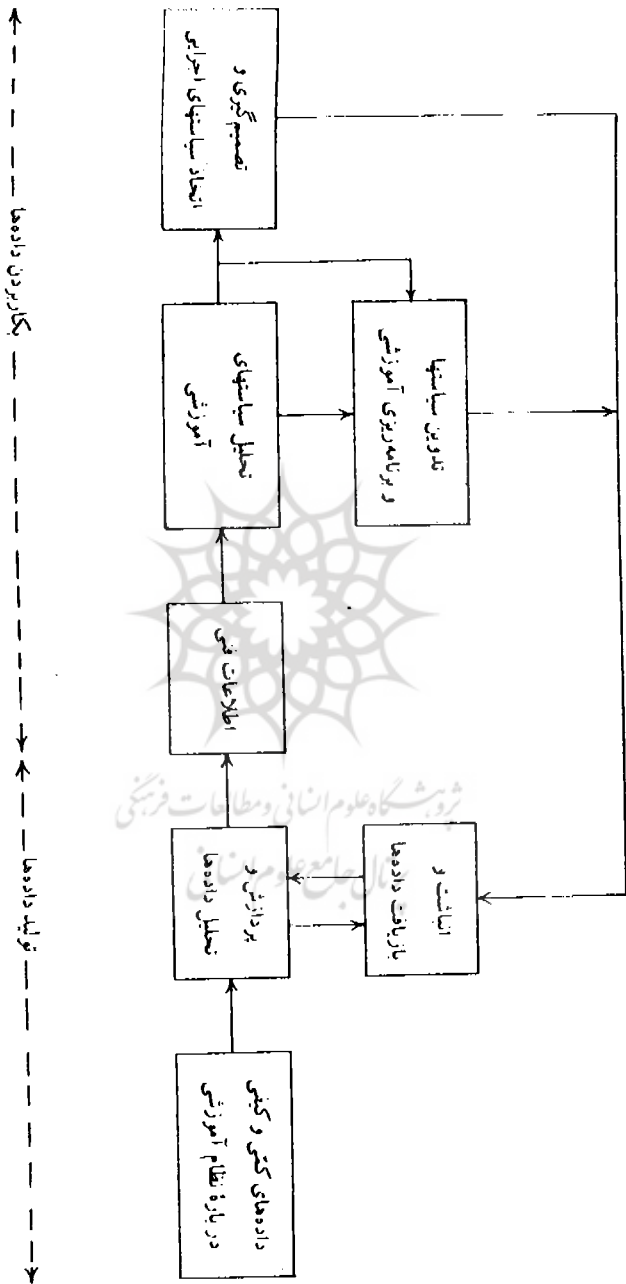 داده‌های کمّی و کیفی
دربارهٔ نظام آموزشی
پردازش و
تحلیل داده‌ها
انباشت و
بازیافت داده‌ها
اطلاعات فنی
تحلیل سیاستهای
آموزشی
تدوین سیاستها
و برنامه‌ریزی آموزشی
تصمیم‌گیری و
اتخاذ سیاستهای اجرایی
تولید داده‌ها
بکاربردن داده‌ها
پژوهشگاه علوم انسانی و مطالعات فرهنگی
پرتال جامع علوم انسانی